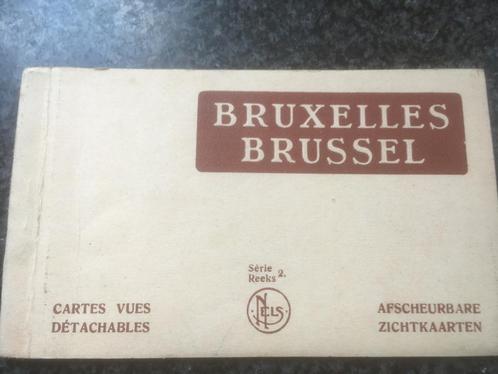 BRUXELLES
BRUSSEL
Série
Reeks 2.
NELS
CARTES VUES
DÉTACHABLES
AFSCHEURBARE
ZICHTKAARTEN